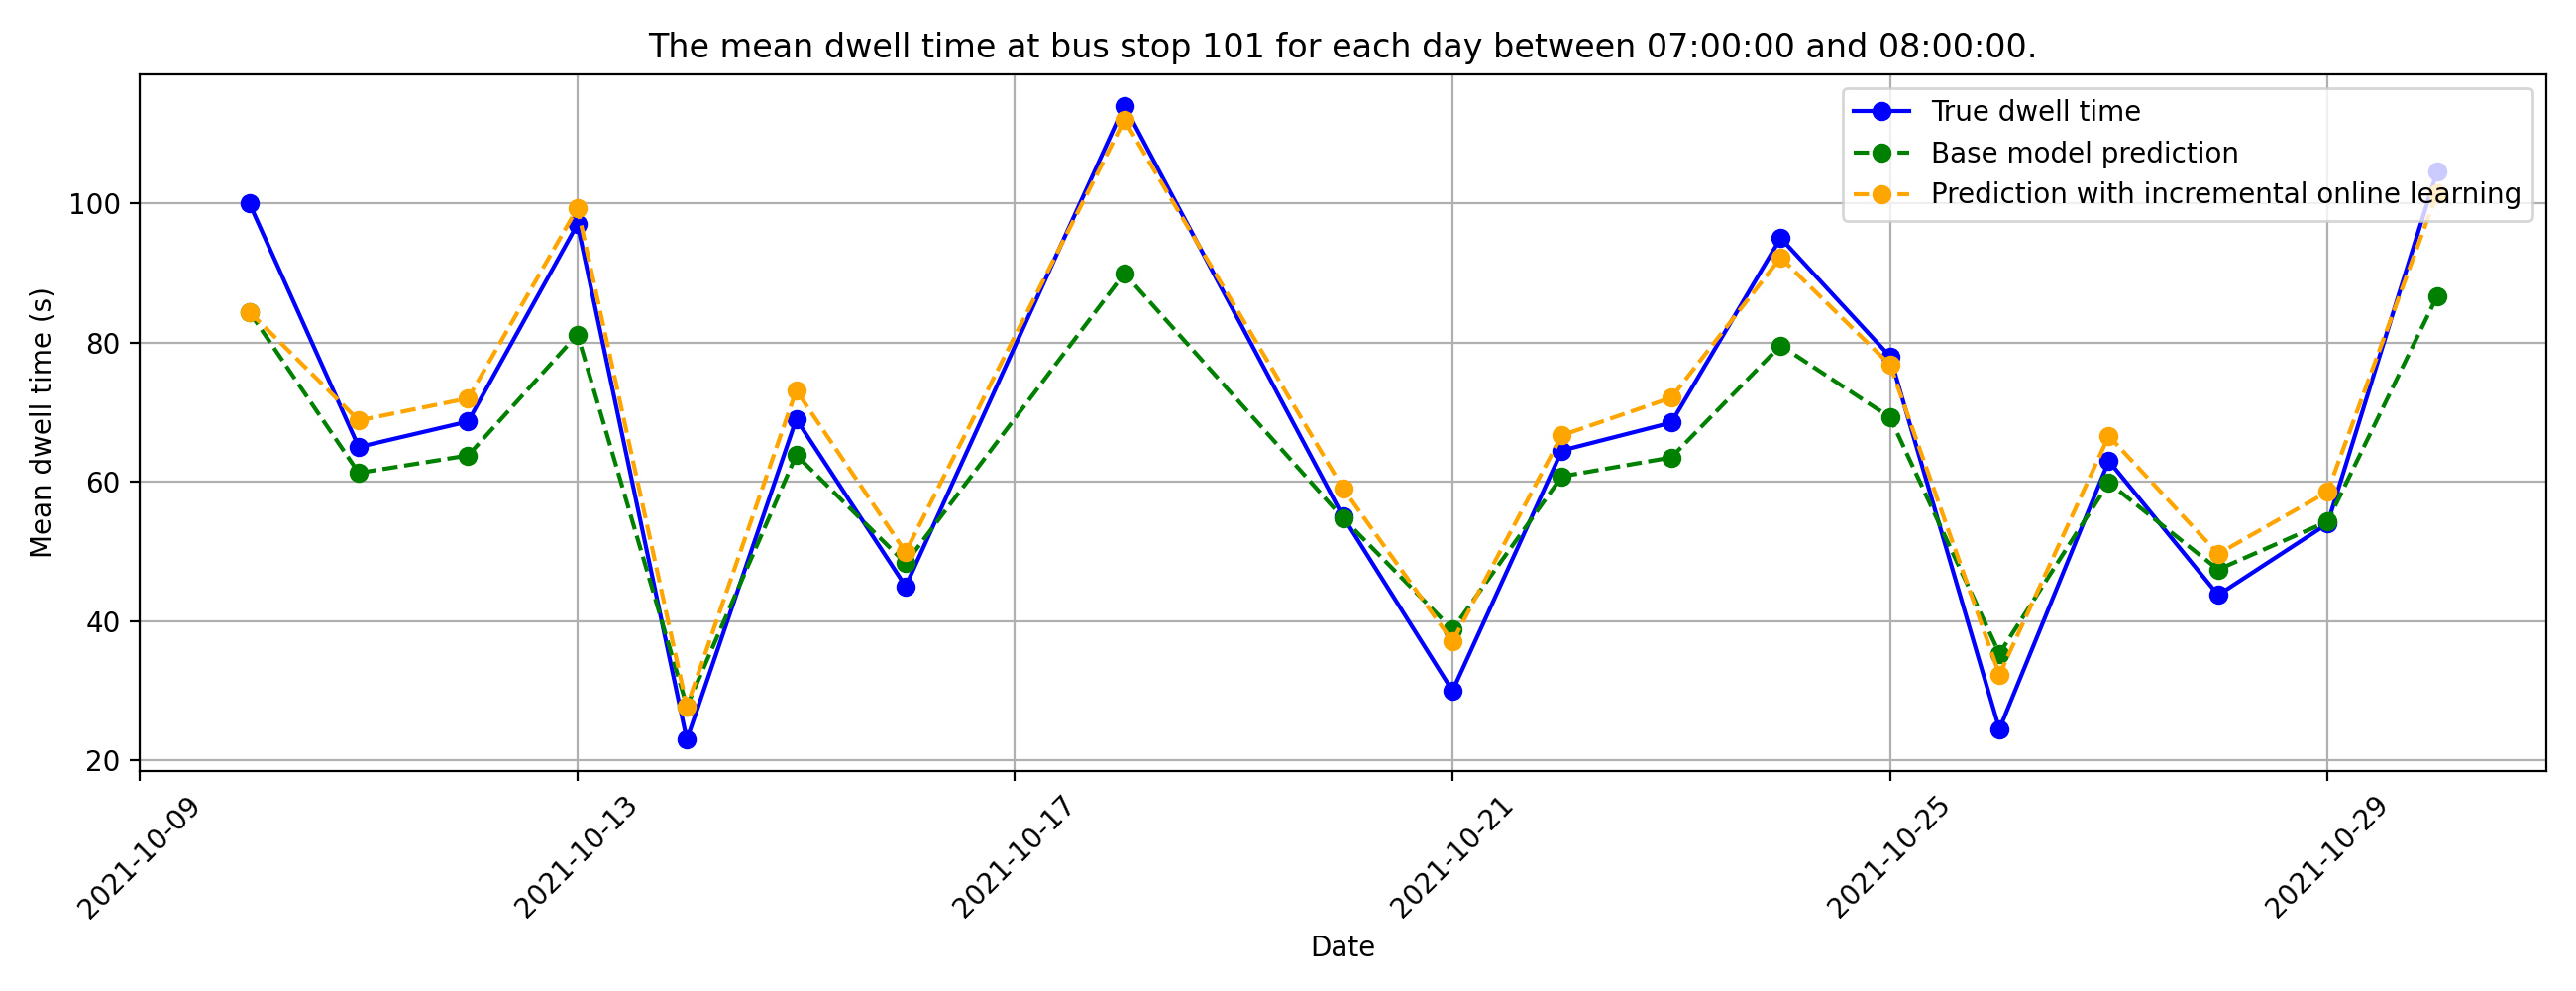 The mean dwell time at bus stop 101 for each day between 07:00:00 and 08:00:00.
True dwell time
Base model prediction
Prediction with incremental online learning
Mean dwell time (s)
100
80
60
40
20
2021-10-09
2021-10-13
2021-10-17
2021-10-21
2021-10-25
2021-10-29
Date